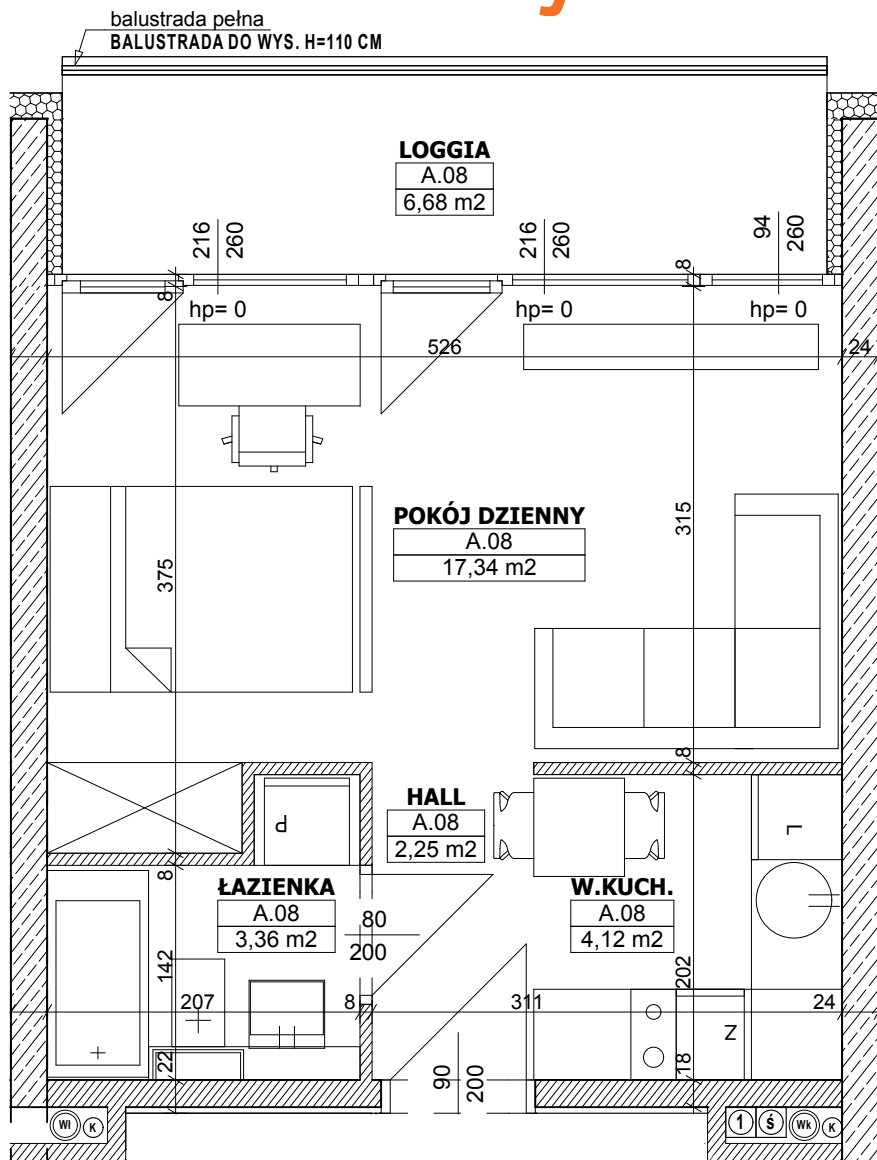 balustrada pełna
BALUSTRADA DO WYS. H=110 CM
LOGGIA
A.08
6,68 m2
216
260
216
260
94
260
8
8
hp= 0
hp= 0
hp= 0
526
24
POKÓJ DZIENNY
A.08
17,34 m2
315
375
8
HALL
A.08
2,25 m2
P
L
8
ŁAZIENKA
A.08
3,36 m2
W.KUCH.
A.08
4,12 m2
80
200
142
202
207
8
311
24
Z
22
18
90
200
Wł
K
1
Ś
Wk
K